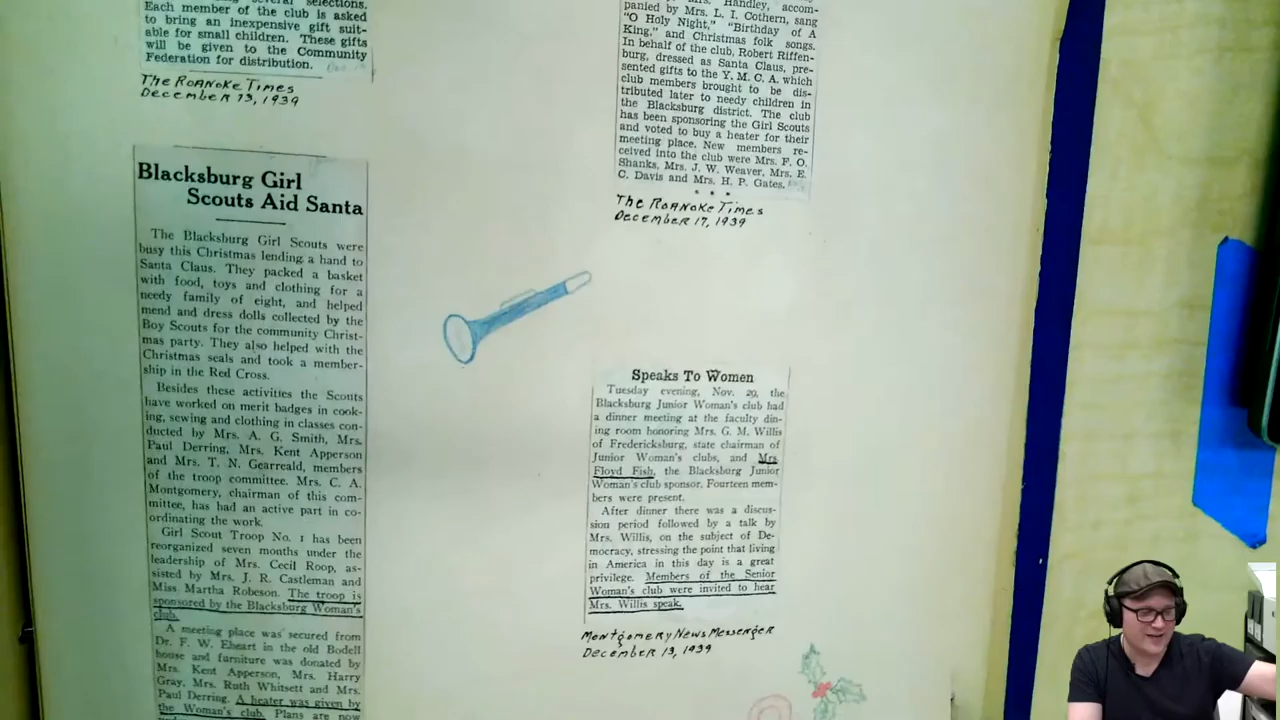 several selections.
Each member of the club is asked
to bring an inexpensive gift suit-
able for small children. These gifts
will be given to the Community
Federation for distribution.
The Roanoke Times
December 13, 1939
Blacksburg Girl
Scouts Aid Santa
The Blacksburg Girl Scouts were
busy this Christmas lending a hand to
Santa Claus. They packed a basket
with food, toys and clothing for a
needy family of eight, and helped
mend and dress dolls collected by the
Boy Scouts for the community Christ-
mas party. They also helped with the
Christmas seals and took a member-
ship in the Red Cross.
Besides these activities the Scouts
have worked on merit badges in cook-
ing, sewing and clothing in classes con-
ducted by Mrs. A. G. Smith, Mrs.
Paul Derring, Mrs. Kent Apperson
and Mrs. T. N. Gearreald, members
of the troop committee. Mrs. C. A.
Montgomery, chairman of this com-
mittee, has had an active part in co-
ordinating the work.
Girl Scout Troop No. 1 has been
reorganized seven months under the
leadership of Mrs. Cecil Roop, as-
sisted by Mrs. J. R. Castleman and
Miss Martha Robeson. The troop is
sponsored by the Blacksburg Woman's
club.
A meeting place was secured from
Dr. F. W. Eheart in the old Bodell
house and furniture was donated by
Mrs. Kent Apperson, Mrs. Harry
Gray, Mrs. Ruth Whitsett and Mrs.
Paul Derring. A heater was given by
the Woman's club. Plans are now
Mrs. Handley, accom-
panied by Mrs. L. I. Cothern, sang
"O Holy Night," "Birthday of A
King," and Christmas folk songs.
In behalf of the club, Robert Riffen-
burg, dressed as Santa Claus, pre-
sented gifts to the Y. M. C. A. which
club members brought to be dis-
tributed later to needy children in
the Blacksburg district. The club
has been sponsoring the Girl Scouts
and voted to buy a heater for their
meeting place. New members re-
ceived into the club were Mrs. F. O.
Shanks, Mrs. J. W. Weaver, Mrs. E.
C. Davis and Mrs. H. P. Gates.
* * *
The Roanoke Times
December 17, 1939
Speaks To Women
Tuesday evening, Nov. 29, the
Blacksburg Junior Woman's club had
a dinner meeting at the faculty din-
ing room honoring Mrs. G. M. Willis
of Fredericksburg, state chairman of
Junior Woman's clubs, and Mrs.
Floyd Fish, the Blacksburg Junior
Woman's club sponsor. Fourteen mem-
bers were present.
After dinner there was a discus-
sion period followed by a talk by
Mrs. Willis, on the subject of De-
mocracy, stressing the point that living
in America in this day is a great
privilege. Members of the Senior
Woman's club were invited to hear
Mrs. Willis speak.
Montgomery News Messenger
December 13, 1939